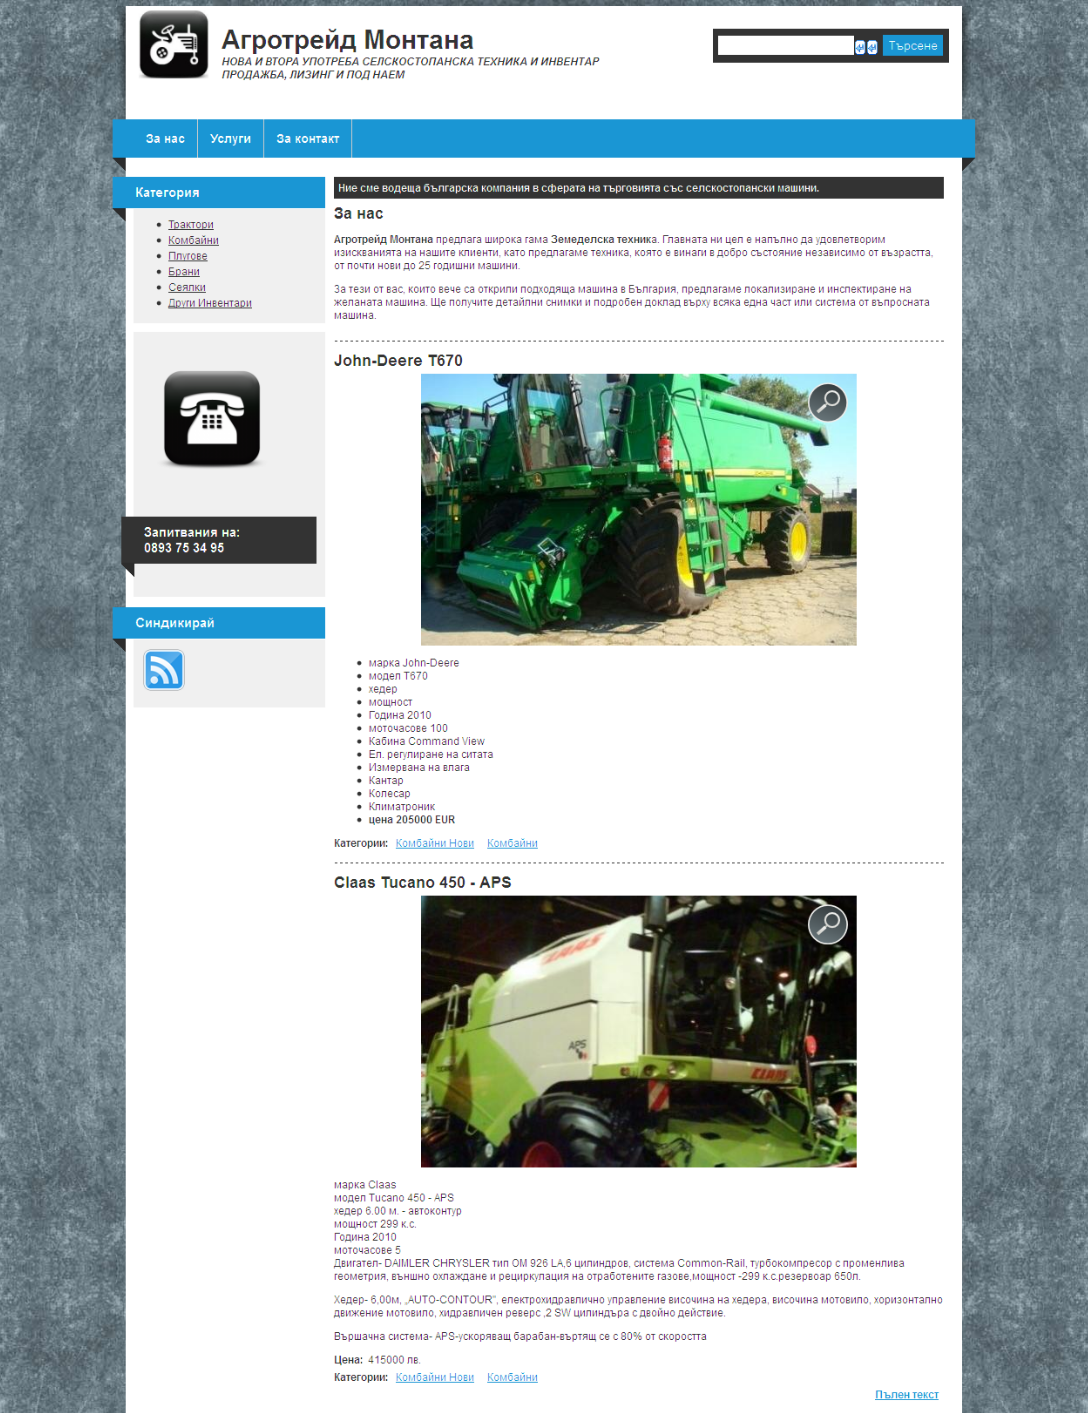 Агротрейд Монтана
НОВА И ВТОРА УПОТРЕБА СЕЛСКОСТОПАНСКА ТЕХНИКА И ИНВЕНТАР
ПРОДАЖБА, ЛИЗИНГ И ПОД НАЕМ
Търсене
За нас
Услуги
За контакт
Категория
Трактори
Комбайни
Плугове
Брани
Сеялки
Други Инвентари
Запитвания на:
0893 75 34 95
Синдикирай
Ние сме водеща българска компания в сферата на търговията със селскостопански машини.
За нас
Агротрейд Монтана предлага широка гама Земеделска техника. Главната ни цел е напълно да удовлетворим
изискванията на нашите клиенти, като предлагаме техника, която е винаги в добро състояние независимо от възрастта,
от почти нови до 25 годишни машини.
За тези от вас, които вече са открили подходяща машина в България, предлагаме локализиране и инспектиране на
желаната машина. Ще получите детайлни снимки и подробен доклад върху всяка една част или система от въпросната
машина.
John-Deere T670
марка John-Deere
модел T670
хедер
мощност
Година 2010
моточасове 100
Кабина Command View
Ел. регулиране на ситата
Измервана на влага
Кантар
Колесар
Климатроник
цена 205000 EUR
Категории: Комбайни Нови Комбайни
Claas Tucano 450 - APS
CLAAS
APS
CLAAS
марка Claas
модел Tucano 450 - APS
хедер 6.00 м. - автоконтур
мощност 299 к.с.
Година 2010
моточасове 5
Двигател- DAIMLER CHRYSLER тип OM 926 LA,6 цилиндров, система Common-Rail, турбокомпресор с променлива
геометрия, външно охлаждане и рециркулация на отработените газове,мощност -299 к.с.резервоар 650л.
Хедер- 6,00м, „AUTO-CONTOUR“, електрохидравлично управление височина на хедера, височина мотовило, хоризонтално
движение мотовило, хидравличен реверс ,2 SW цилиндъра с двойно действие.
Вършачна система- APS-ускоряващ барабан-въртящ се с 80% от скоростта
Цена: 415000 лв.
Категории: Комбайни Нови Комбайни
Пълен текст